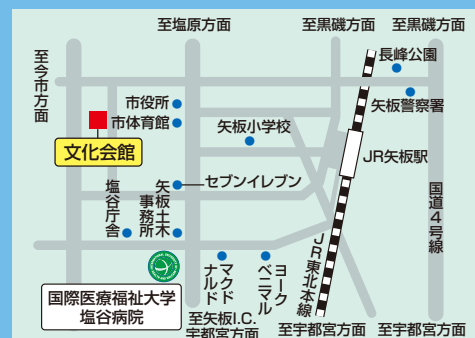 至塩原方面
至黒磯方面
至黒磯方面
至今市方面
長峰公園
市役所
市体育館
矢板小学校
矢板警察署
文化会館
JR矢板駅
セブンイレブン
塩谷庁舎
矢板土木
事務所
国道4号線
JR東北本線
マクド
ナルド
ヨーク
ベニマル
国際医療福祉大学
塩谷病院
至矢板I.C.
宇都宮方面
至宇都宮方面
至宇都宮方面